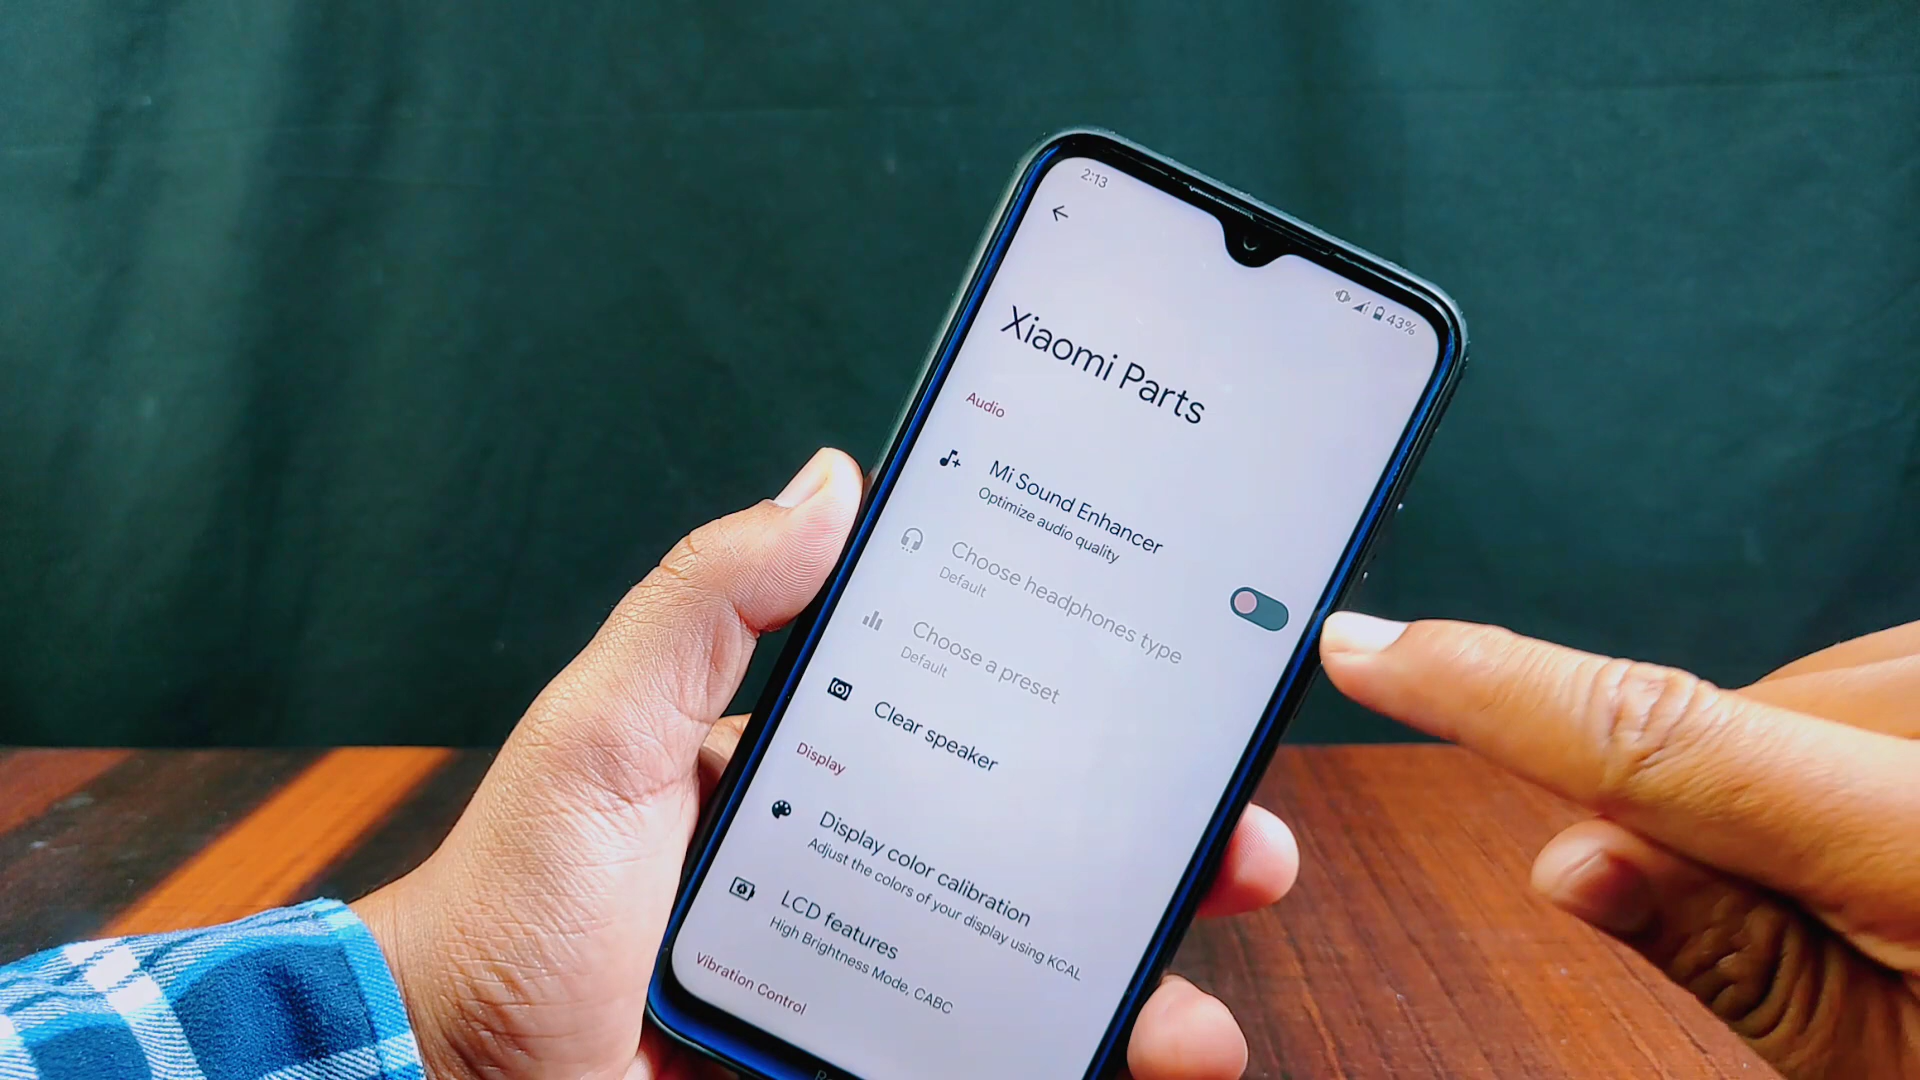 2:13
43%
Xiaomi Parts
Audio
Mi Sound Enhancer
Optimize audio quality
Choose headphones type
Default
Choose a preset
Default
Clear speaker
Display
Display color calibration
Adjust the colors of your display using KCAL
LCD features
High Brightness Mode, CABC
Vibration Control